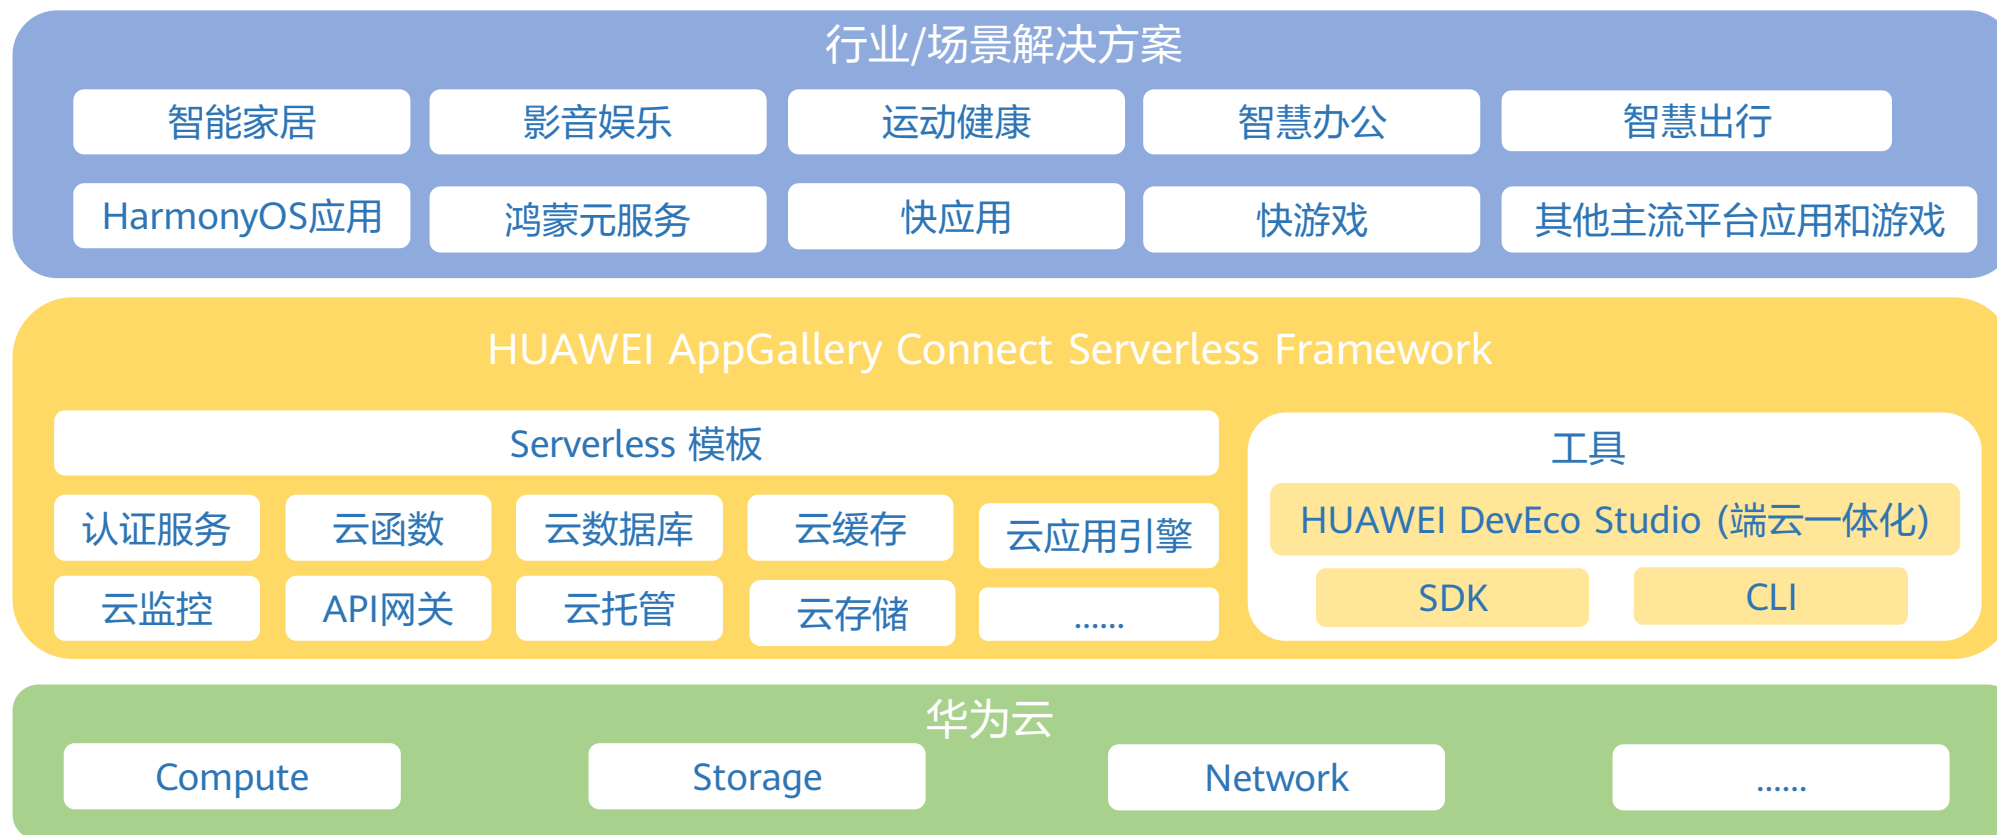 行业/场景解决方案
智能家居
影音娱乐
运动健康
智慧办公
智慧出行
HarmonyOS应用
鸿蒙元服务
快应用
快游戏
其他主流平台应用和游戏
HUAWEI AppGallery Connect Serverless Framework
Serverless 模板
认证服务
云函数
云数据库
云缓存
云应用引擎
云监控
API网关
云托管
云存储
......
工具
HUAWEI DevEco Studio (端云一体化)
SDK
CLI
华为云
Compute
Storage
Network
......